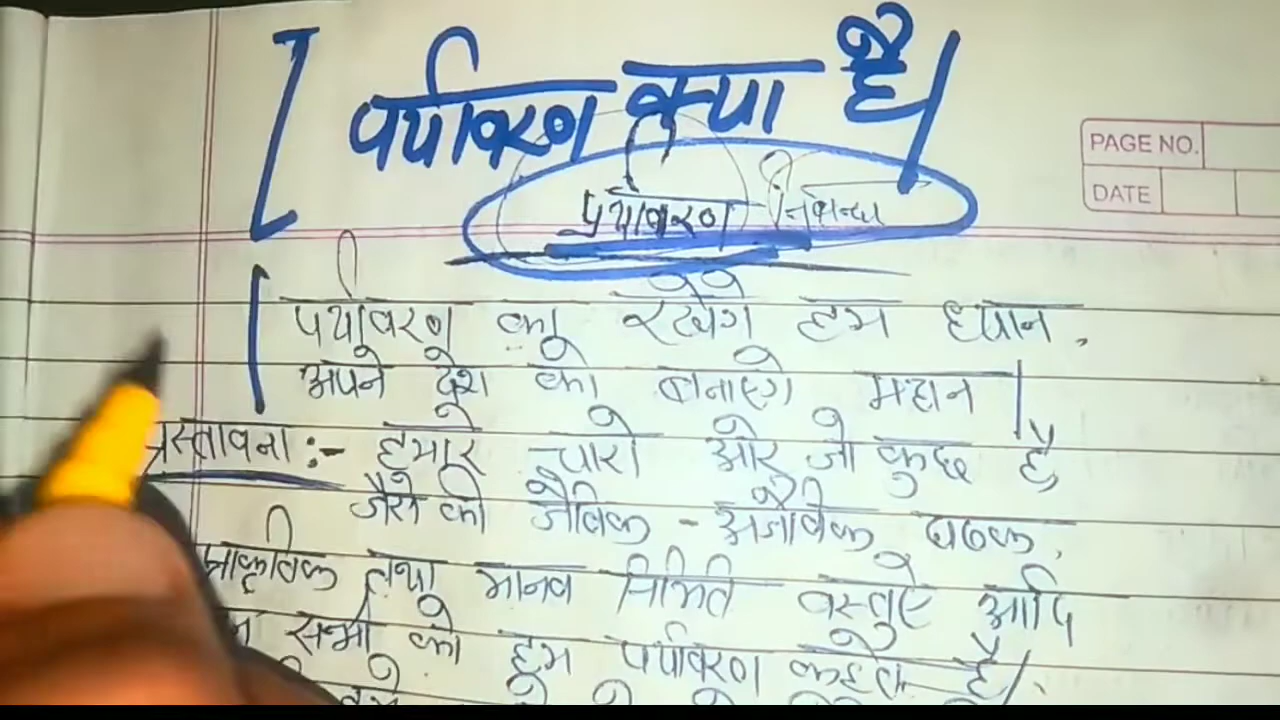 [ पर्यावरण क्या है।
PAGE NO.
DATE
पर्यावरण निबन्ध
पर्यावरण का रखेंगे हम ध्यान,
अपने देश को बनाएंगे महान।
प्रस्तावना :- हमारे चारों ओर जो कुछ है,
जैसे की जैविक - अजैविक घटक,
प्राकृतिक तथा मानव निर्मित वस्तुएं आदि
सभी को हम पर्यावरण कहते है।